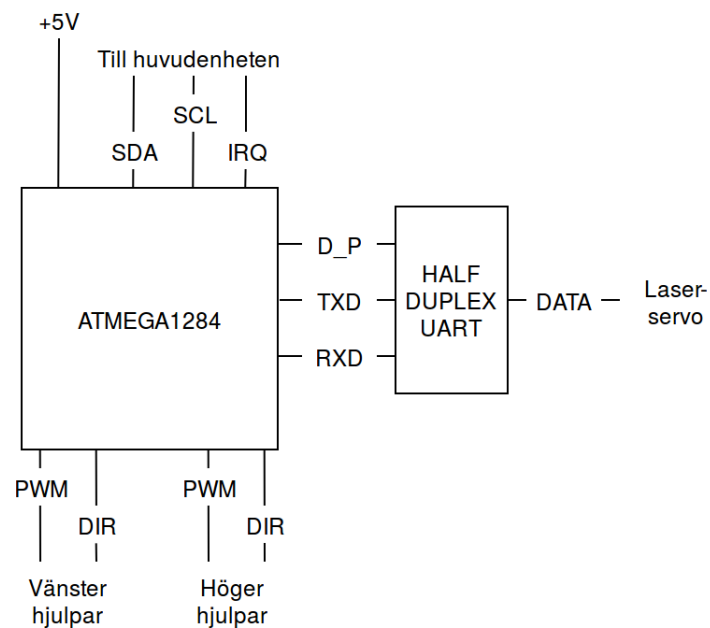 +5V
Till huvudenheten
SCL
SDA
IRQ
D_P
HALF
DUPLEX
UART
TXD
RXD
DATA
Laser-
servo
ATMEGA1284
PWM
DIR
PWM
DIR
Vänster
hjulpar
Höger
hjulpar